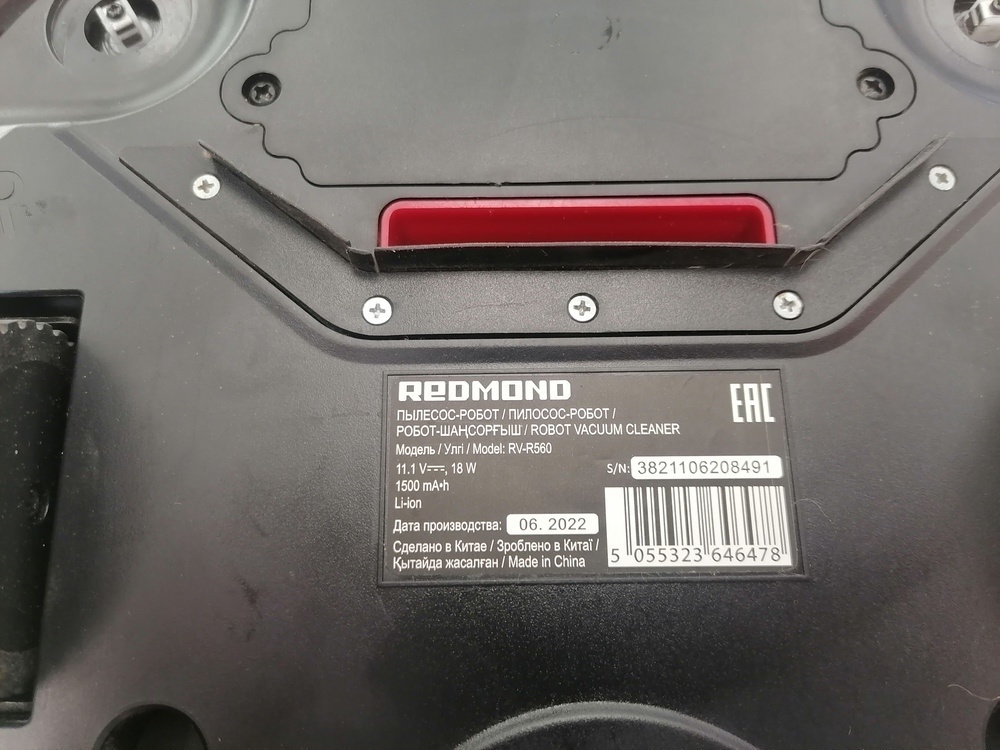 REDMOND
ПЫЛЕСОС-РОБОТ / ПИЛОСОС-РОБОТ /
РОБОТ-ШАҢСОРҒЫШ / ROBOT VACUUM CLEANER
Модель / Улгі / Model: RV-R560
11.1 V⎓, 18 W
1500 mA•h
Li-ion
Дата производства: 06. 2022
Сделано в Китае / Зроблено в Китаї /
Қытайда жасалған / Made in China
EAC
S/N: 3821106208491
5 055323 646478